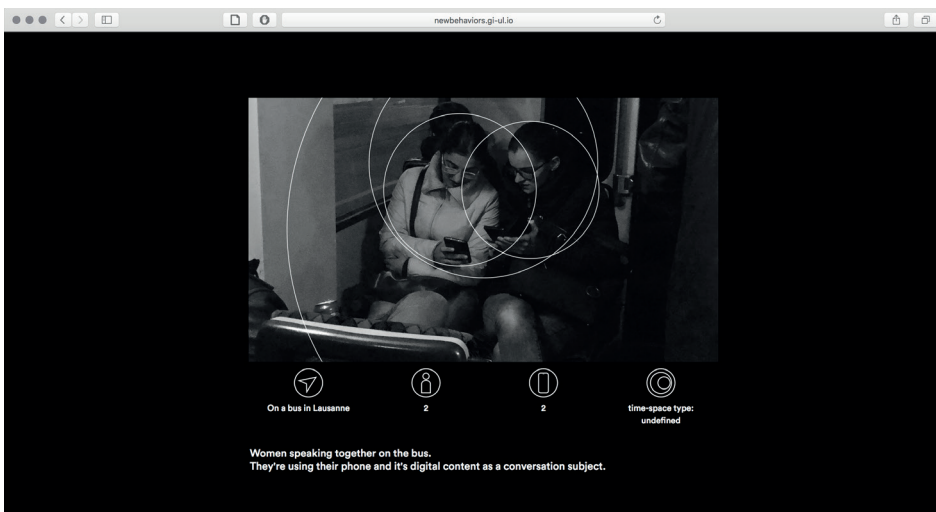 newbehaviors.gi-ul.io
On a bus in Lausanne
2
2
time-space type:
undefined
Women speaking together on the bus.
They're using their phone and it's digital content as a conversation subject.